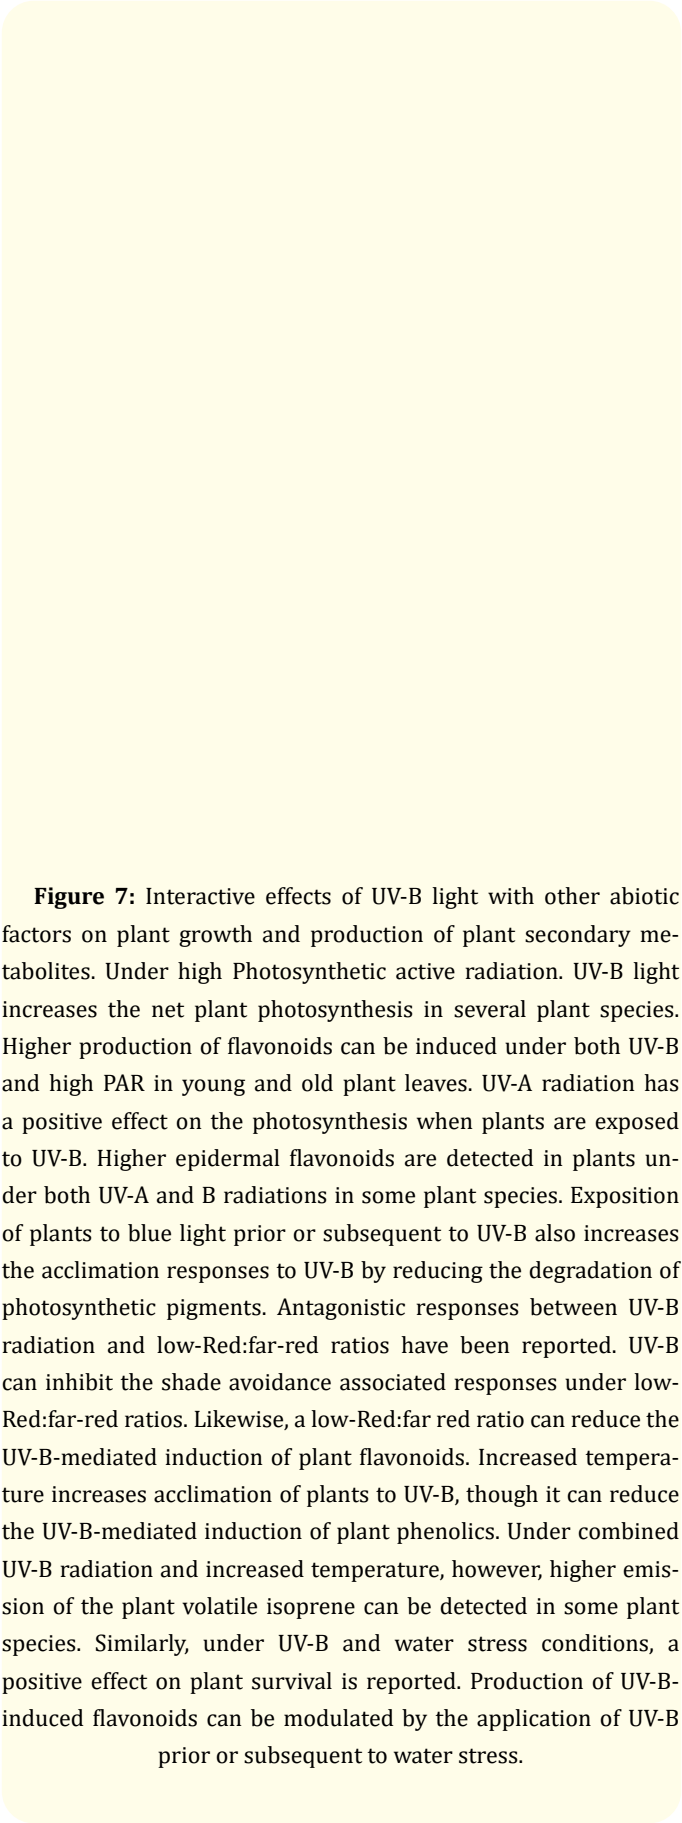 Figure 7: Interactive effects of UV-B light with other abiotic
factors on plant growth and production of plant secondary me-
tabolites. Under high Photosynthetic active radiation. UV-B light
increases the net plant photosynthesis in several plant species.
Higher production of flavonoids can be induced under both UV-B
and high PAR in young and old plant leaves. UV-A radiation has
a positive effect on the photosynthesis when plants are exposed
to UV-B. Higher epidermal flavonoids are detected in plants un-
der both UV-A and B radiations in some plant species. Exposition
of plants to blue light prior or subsequent to UV-B also increases
the acclimation responses to UV-B by reducing the degradation of
photosynthetic pigments. Antagonistic responses between UV-B
radiation and low-Red:far-red ratios have been reported. UV-B
can inhibit the shade avoidance associated responses under low-
Red:far-red ratios. Likewise, a low-Red:far red ratio can reduce the
UV-B-mediated induction of plant flavonoids. Increased tempera-
ture increases acclimation of plants to UV-B, though it can reduce
the UV-B-mediated induction of plant phenolics. Under combined
UV-B radiation and increased temperature, however, higher emis-
sion of the plant volatile isoprene can be detected in some plant
species. Similarly, under UV-B and water stress conditions, a
positive effect on plant survival is reported. Production of UV-B-
induced flavonoids can be modulated by the application of UV-B
prior or subsequent to water stress.